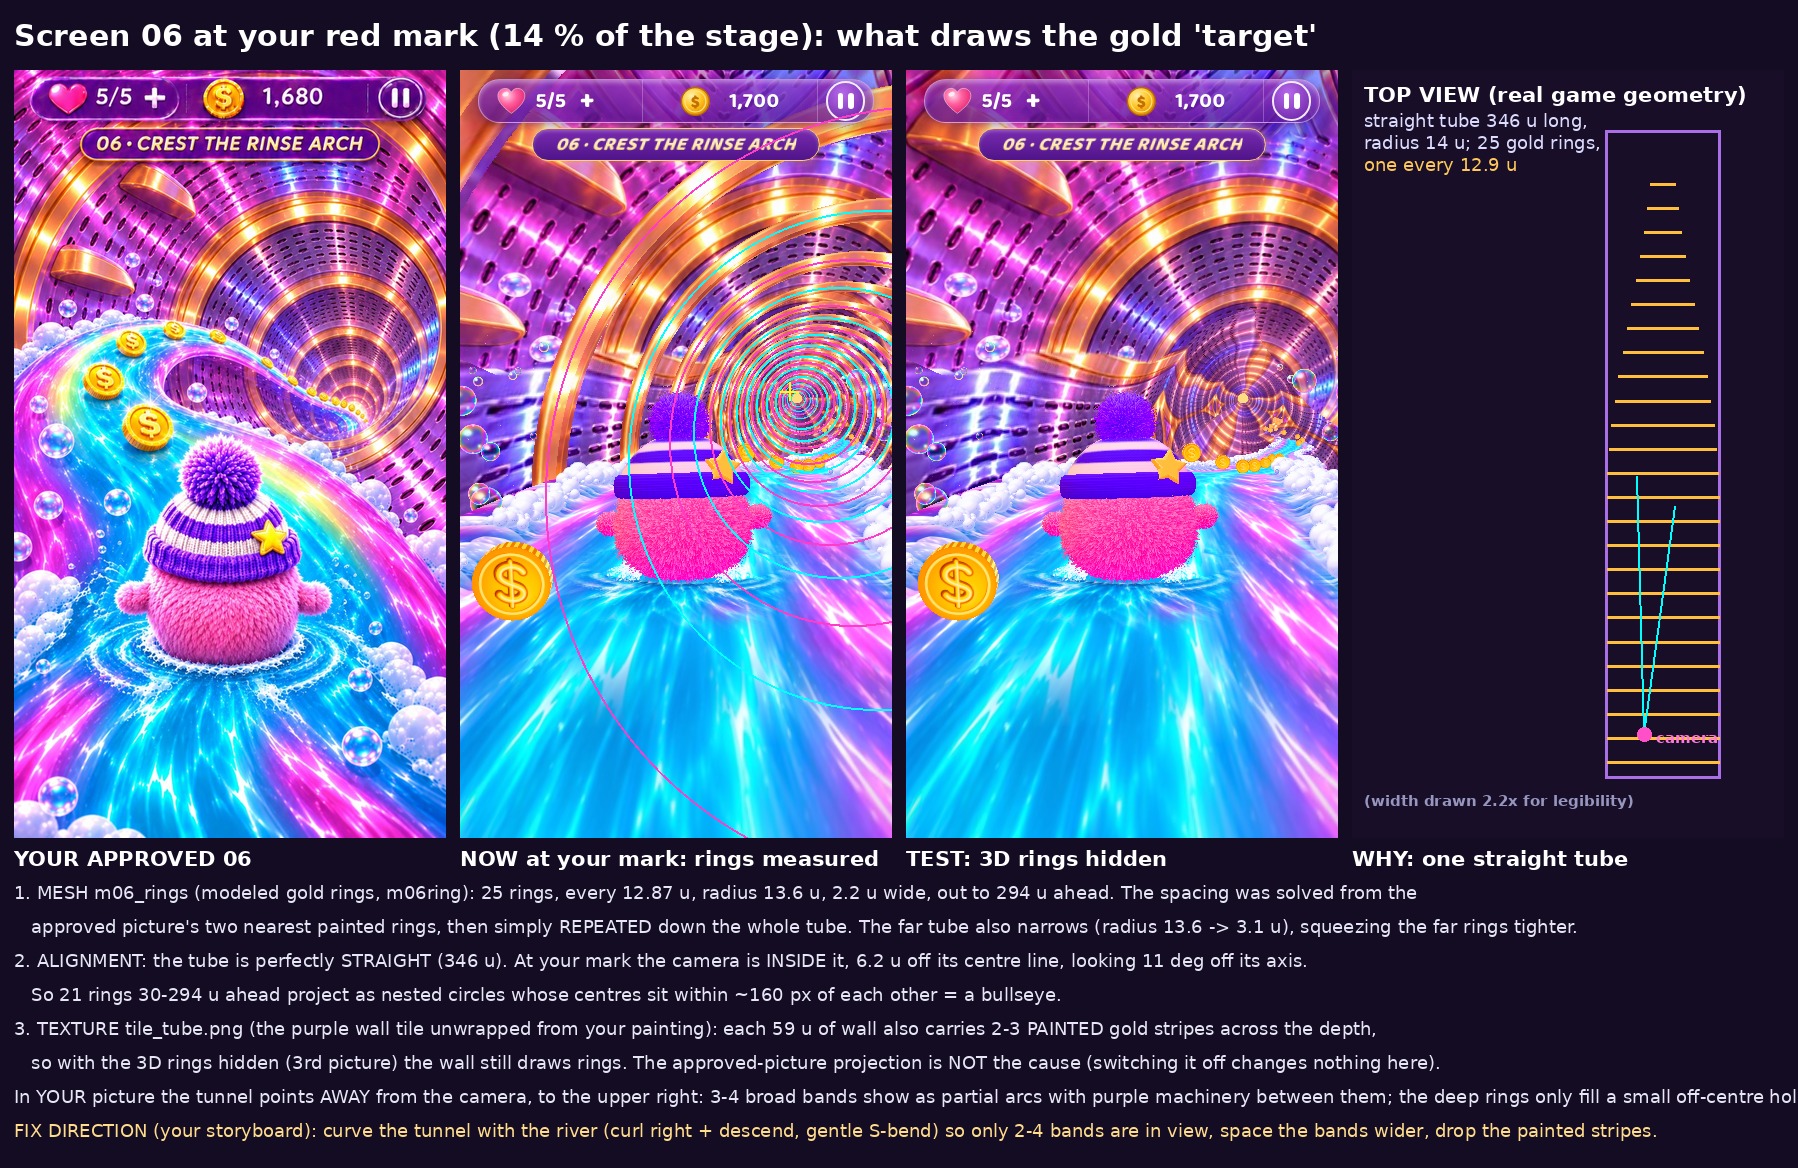 Screen 06 at your red mark (14 % of the stage): what draws the gold 'target'
5/5 + $ 1,680
06 • CREST THE RINSE ARCH
$
$
$
$
5/5 + $ 1,700
06 • CREST THE RINSE ARCH
$
5/5 + $ 1,700
06 • CREST THE RINSE ARCH
$
TOP VIEW (real game geometry)
straight tube 346 u long,
radius 14 u; 25 gold rings,
one every 12.9 u
camera
(width drawn 2.2x for legibility)
YOUR APPROVED 06
NOW at your mark: rings measured
TEST: 3D rings hidden
WHY: one straight tube
1. MESH m06_rings (modeled gold rings, m06ring): 25 rings, every 12.87 u, radius 13.6 u, 2.2 u wide, out to 294 u ahead. The spacing was solved from the
approved picture's two nearest painted rings, then simply REPEATED down the whole tube. The far tube also narrows (radius 13.6 -> 3.1 u), squeezing the far rings tighter.
2. ALIGNMENT: the tube is perfectly STRAIGHT (346 u). At your mark the camera is INSIDE it, 6.2 u off its centre line, looking 11 deg off its axis.
So 21 rings 30-294 u ahead project as nested circles whose centres sit within ~160 px of each other = a bullseye.
3. TEXTURE tile_tube.png (the purple wall tile unwrapped from your painting): each 59 u of wall also carries 2-3 PAINTED gold stripes across the depth,
so with the 3D rings hidden (3rd picture) the wall still draws rings. The approved-picture projection is NOT the cause (switching it off changes nothing here).
In YOUR picture the tunnel points AWAY from the camera, to the upper right: 3-4 broad bands show as partial arcs with purple machinery between them; the deep rings only fill a small off-centre hol
FIX DIRECTION (your storyboard): curve the tunnel with the river (curl right + descend, gentle S-bend) so only 2-4 bands are in view, space the bands wider, drop the painted stripes.